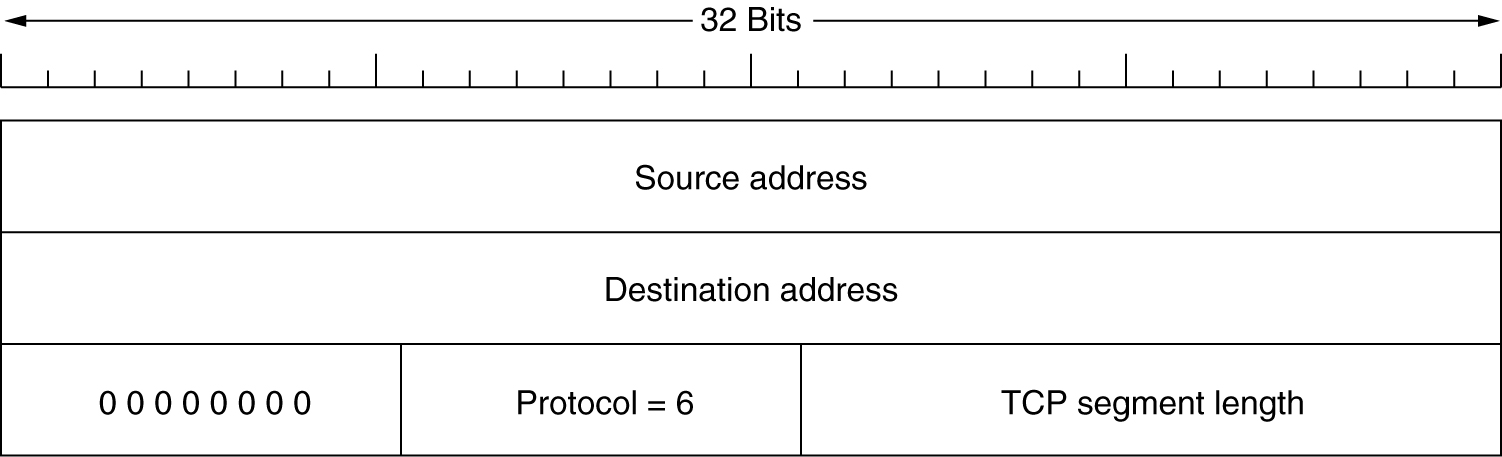 32 Bits
Source address
Destination address
0 0 0 0 0 0 0 0 Protocol = 6 TCP segment length